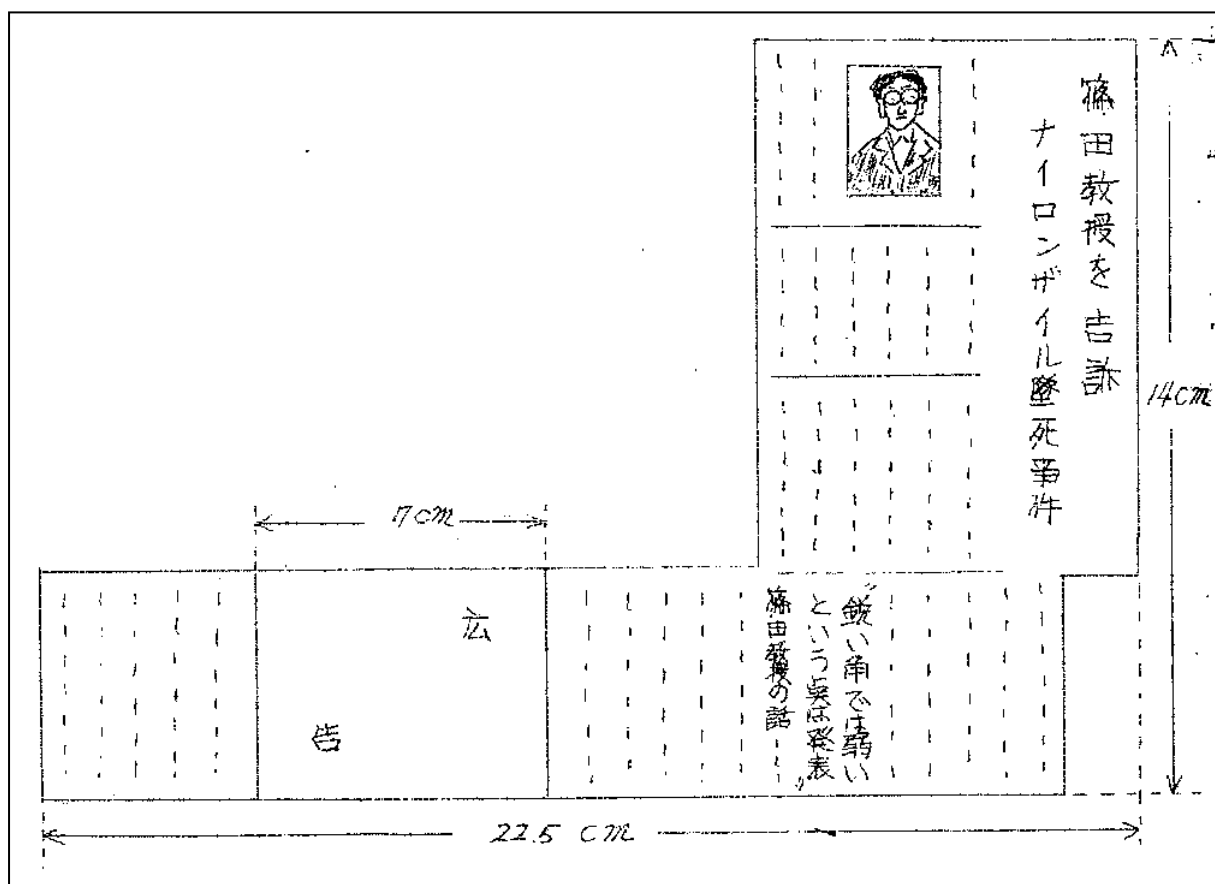 篠田教授を告訴
ナイロンザイル墜死事件
14cm
7cm
〝鋭い角では弱い
という点は発表〟
篠田教授の話
広告
22.5 cm